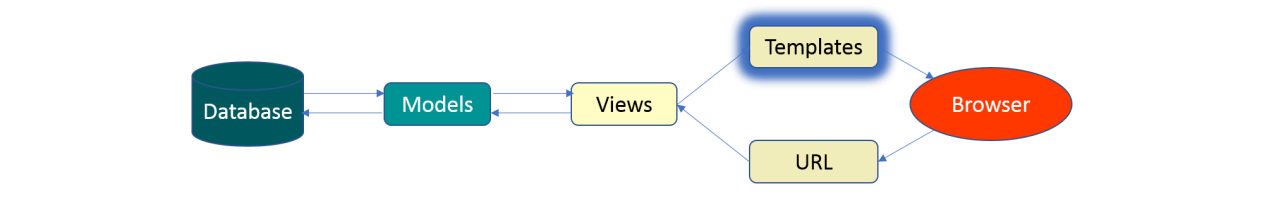 Templates
Database
Models
Views
Browser
URL